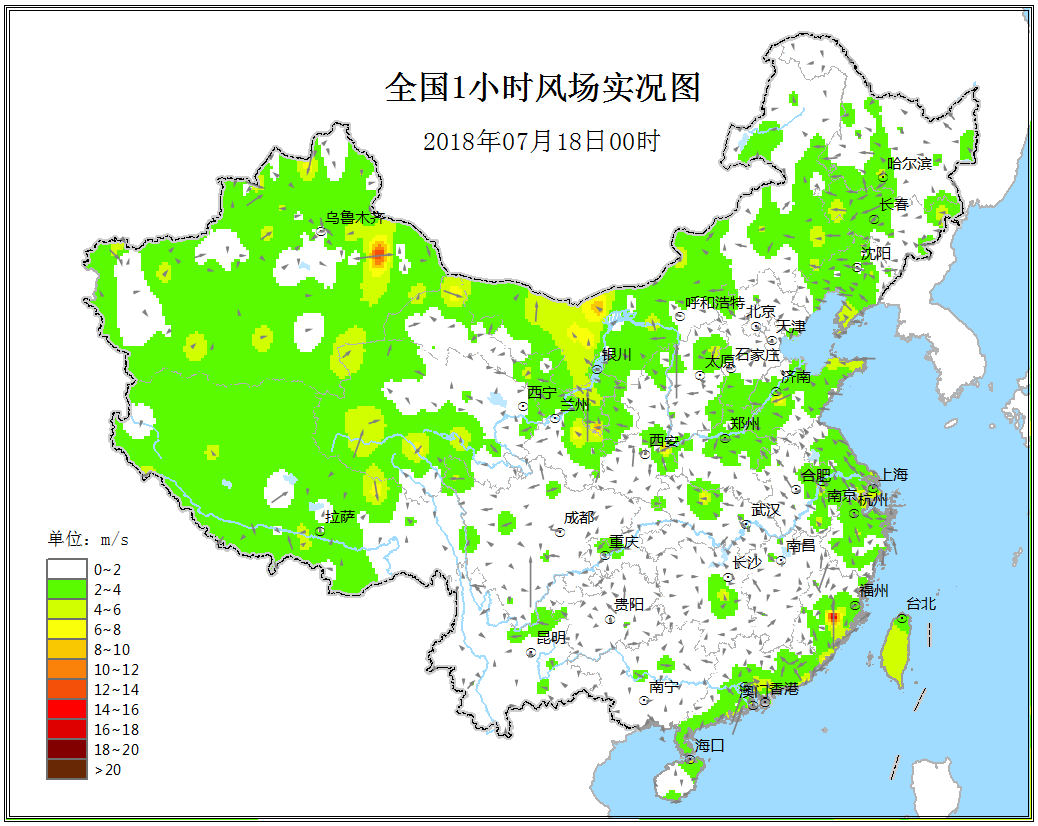 全国1小时风场实况图
2018年07月18日00时
哈尔滨
长春
乌鲁木齐
沈阳
呼和浩特
北京
天津
银川
太原
石家庄
济南
西宁
兰州
郑州
西安
合肥
上海
南京
杭州
拉萨
成都
武汉
重庆
南昌
长沙
贵阳
福州
台北
昆明
南宁
澳门
香港
海口
单位: m/s
0~2
2~4
4~6
6~8
8~10
10~12
12~14
14~16
16~18
18~20
>20